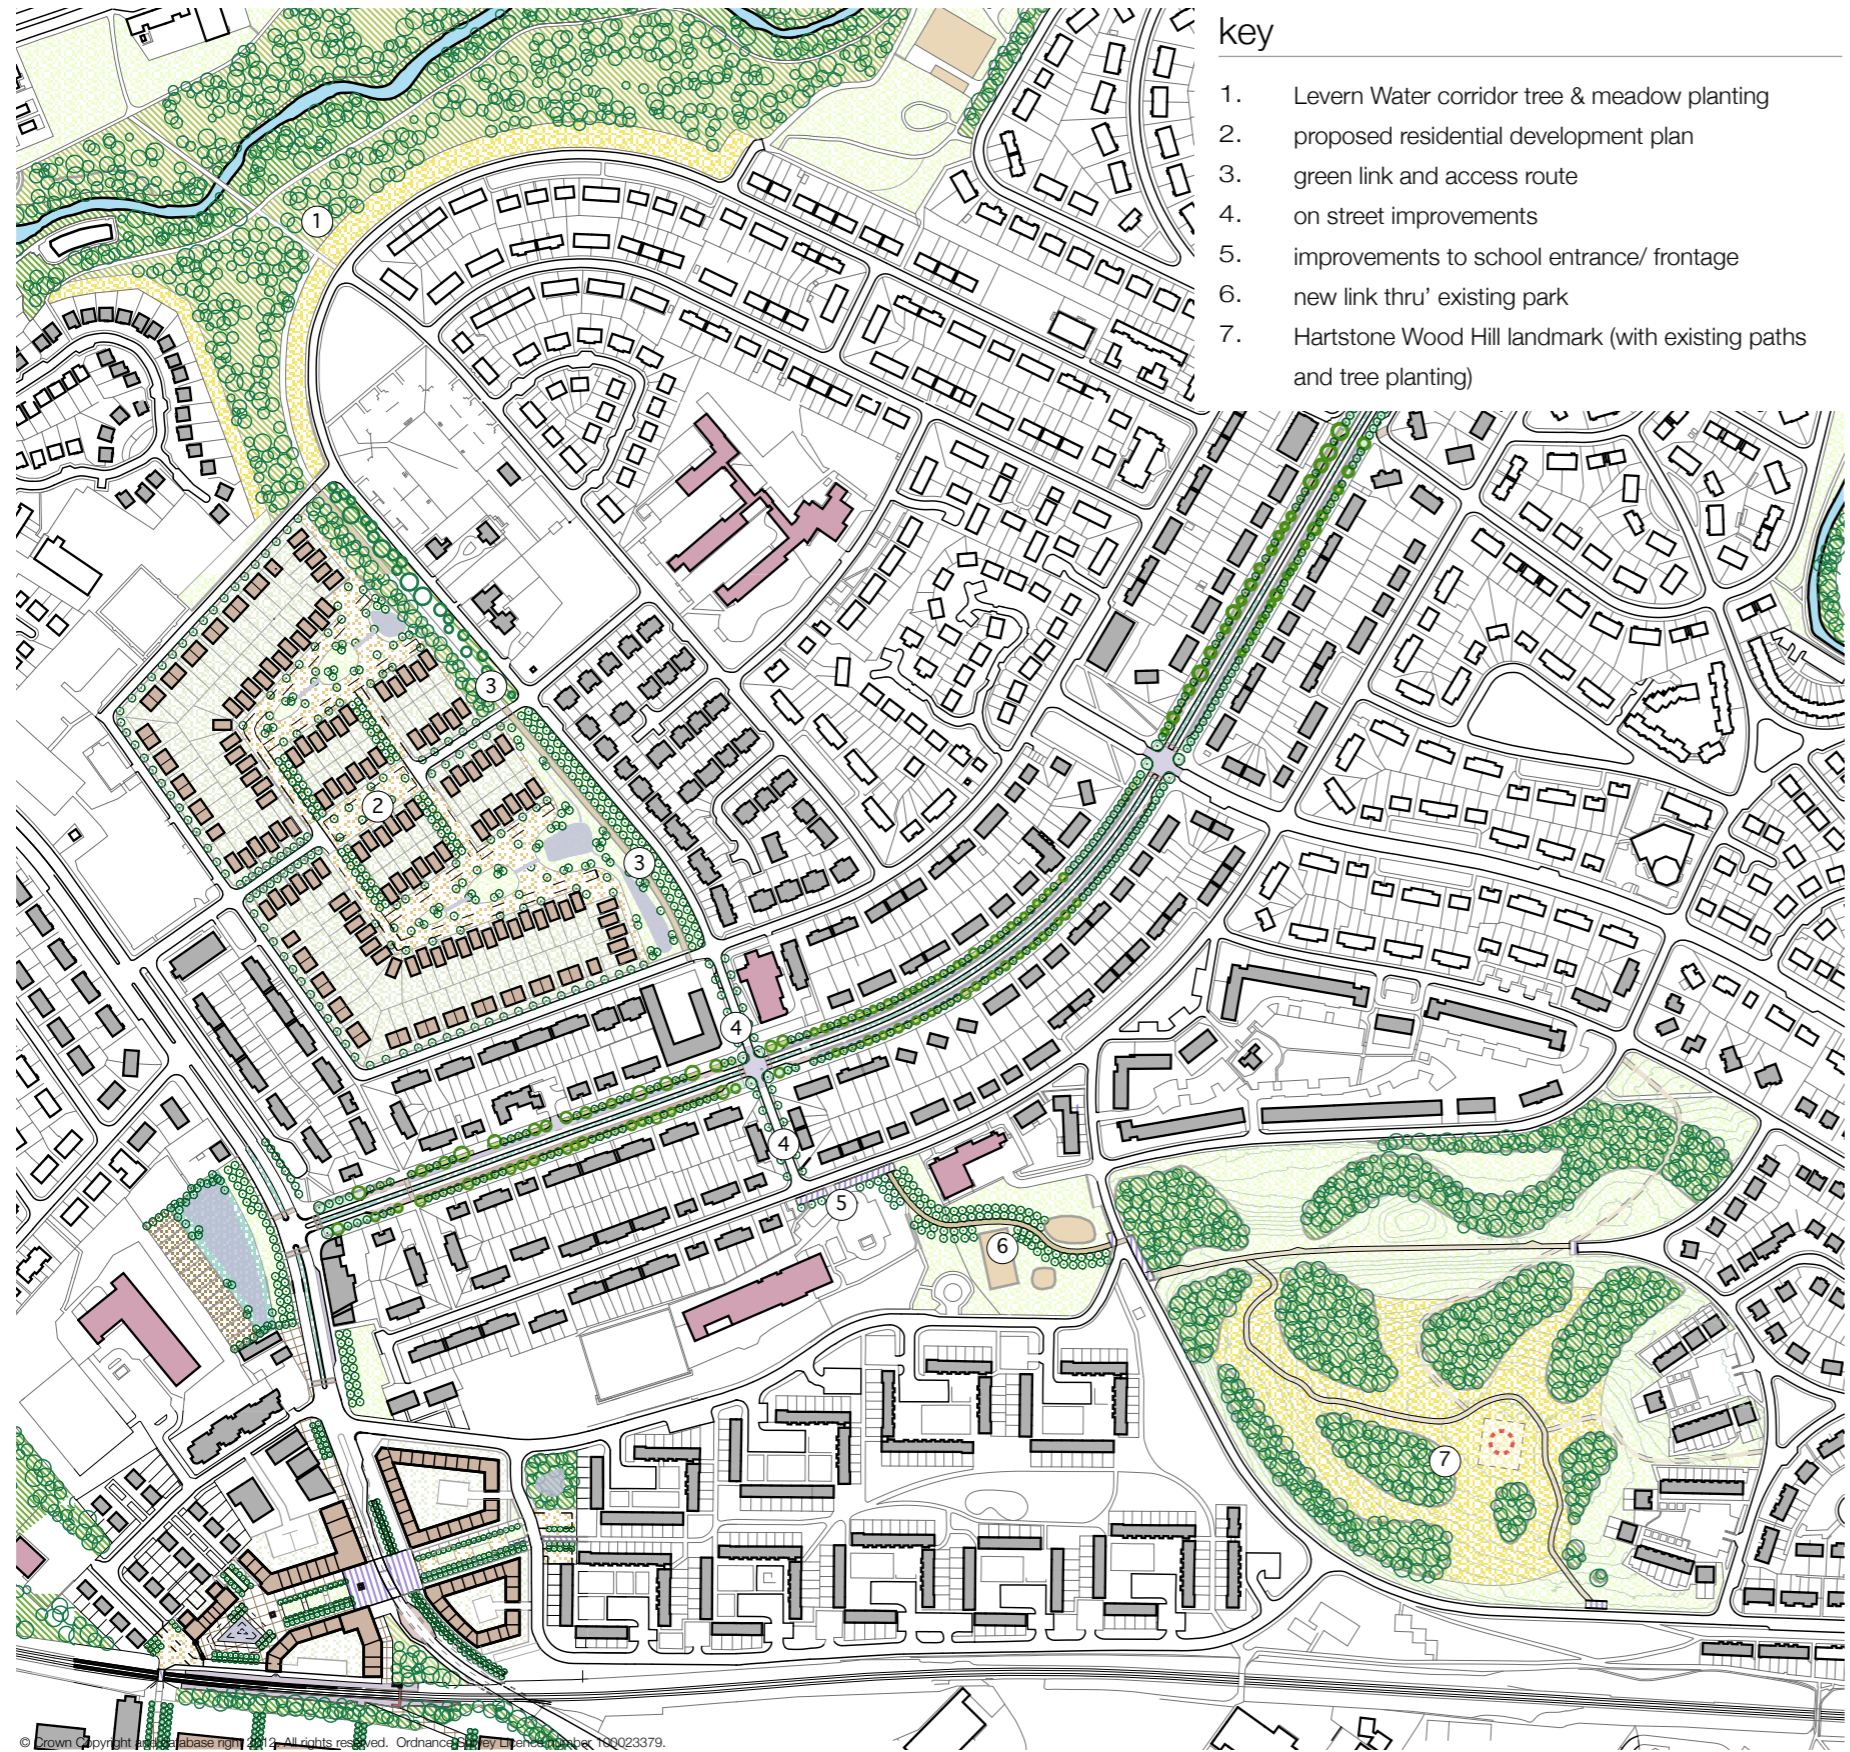 key
1. Levern Water corridor tree & meadow planting
2. proposed residential development plan
3. green link and access route
4. on street improvements
5. improvements to school entrance/ frontage
6. new link thru’ existing park
7. Hartstone Wood Hill landmark (with existing paths
and tree planting)
1
3
2
3
4
4
5
6
7
© Crown Copyright and database right 2012. All rights reserved. Ordnance Survey Licence number 100023379.